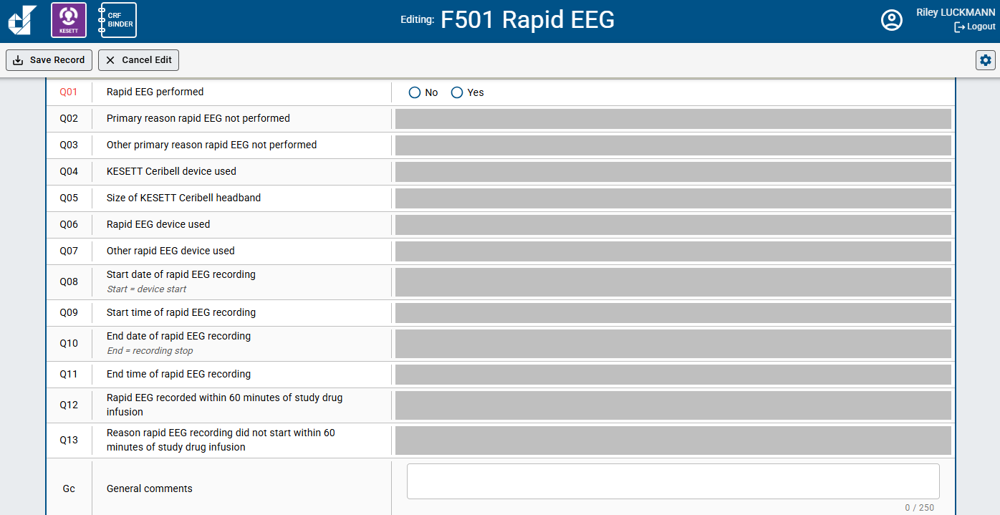 KESETT
CRF
BINDER
Editing: F501 Rapid EEG
Riley LUCKMANN
Logout
Save Record
Cancel Edit
Q01 Rapid EEG performed No Yes
Q02 Primary reason rapid EEG not performed
Q03 Other primary reason rapid EEG not performed
Q04 KESETT Ceribell device used
Q05 Size of KESETT Ceribell headband
Q06 Rapid EEG device used
Q07 Other rapid EEG device used
Q08 Start date of rapid EEG recording
Start = device start
Q09 Start time of rapid EEG recording
Q10 End date of rapid EEG recording
End = recording stop
Q11 End time of rapid EEG recording
Q12 Rapid EEG recorded within 60 minutes of study drug
infusion
Q13 Reason rapid EEG recording did not start within 60
minutes of study drug infusion
Gc General comments
0 / 250